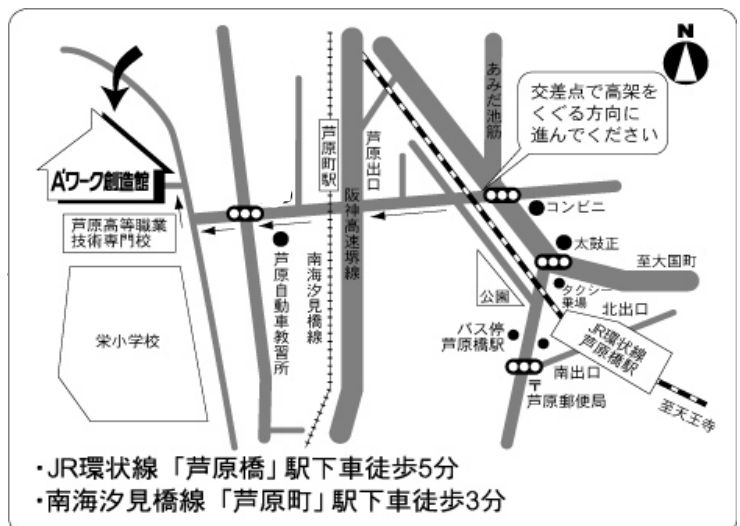 N
あみだ池筋
交差点で高架を
くぐる方向に
進んでください
芦原町駅
芦原出口
阪神高速堺線
A'ワーク創造館
芦原高等職業
技術専門校
コンビニ
太鼓正
至大国町
タクシー
乗場
北出口
公園
バス停
芦原橋駅
JR環状線
芦原橋駅
南出口
〒
芦原郵便局
至天王寺
芦原自動車教習所
南海汐見橋線
栄小学校
・JR環状線「芦原橋」駅下車徒歩5分
・南海汐見橋線「芦原町」駅下車徒歩3分